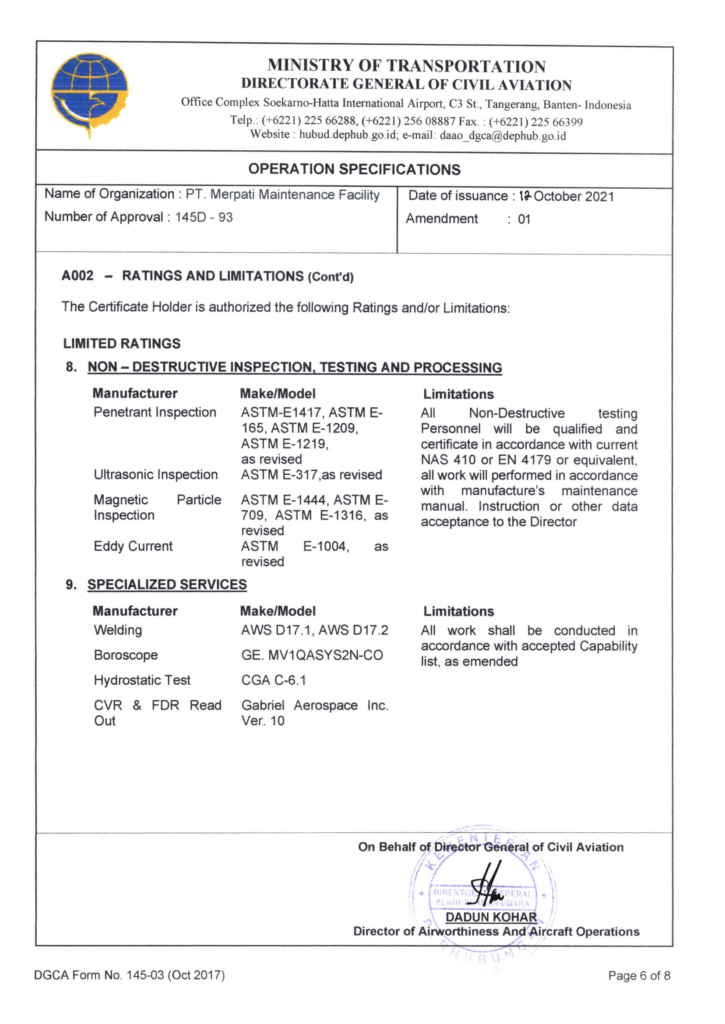 MINISTRY OF TRANSPORTATION
DIRECTORATE GENERAL OF CIVIL AVIATION
Office Complex Soekarno-Hatta International Airport, C3 St., Tangerang, Banten- Indonesia
Telp.: (+6221) 225 66288, (+6221) 256 08887 Fax. : (+6221) 225 66399
Website : hubud.dephub.go.id; e-mail: daao_dgca@dephub.go.id
OPERATION SPECIFICATIONS
Name of Organization : PT. Merpati Maintenance Facility
Number of Approval : 145D - 93
Date of issuance : October 2021
Amendment : 01
A002 – RATINGS AND LIMITATIONS (Cont'd)
The Certificate Holder is authorized the following Ratings and/or Limitations:
LIMITED RATINGS
8. NON – DESTRUCTIVE INSPECTION, TESTING AND PROCESSING
Manufacturer Make/Model Limitations
Penetrant Inspection
ASTM-E1417, ASTM E-
165, ASTM E-1209,
ASTM E-1219,
as revised
Ultrasonic Inspection
ASTM E-317,as revised
Magnetic Particle
Inspection
ASTM E-1444, ASTM E-
709, ASTM E-1316, as
revised
Eddy Current
ASTM E-1004, as
revised
All Non-Destructive testing
Personnel will be qualified and
certificate in accordance with current
NAS 410 or EN 4179 or equivalent,
all work will performed in accordance
with manufacture's maintenance
manual. Instruction or other data
acceptance to the Director
9. SPECIALIZED SERVICES
Manufacturer Make/Model Limitations
Welding
AWS D17.1, AWS D17.2
Boroscope
GE. MV1QASYS2N-CO
Hydrostatic Test
CGA C-6.1
CVR & FDR Read
Out
Gabriel Aerospace Inc.
Ver. 10
All work shall be conducted in
accordance with accepted Capability
list, as emended
On Behalf of Director General of Civil Aviation
KEMENTERIAN
DADUN KOHAR
Director of Airworthiness And Aircraft Operations
DGCA Form No. 145-03 (Oct 2017)
Page 6 of 8